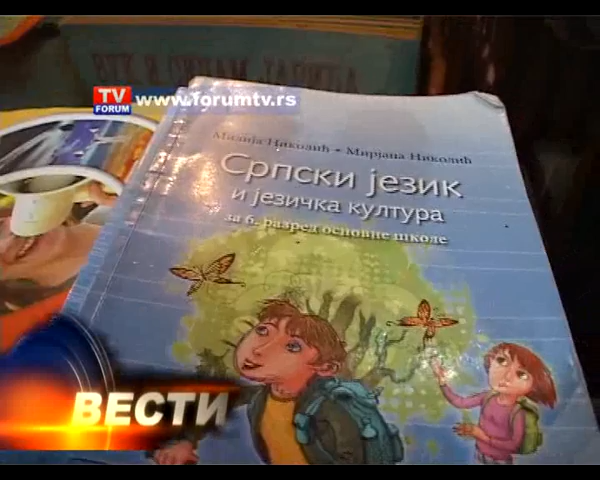 ВУК И
TV FORUM www.forumtv.rs
Милија Николић • Мирјана Николић
Српски језик
и језичка култура
за 6. разред основне школе
ВЕСТИ